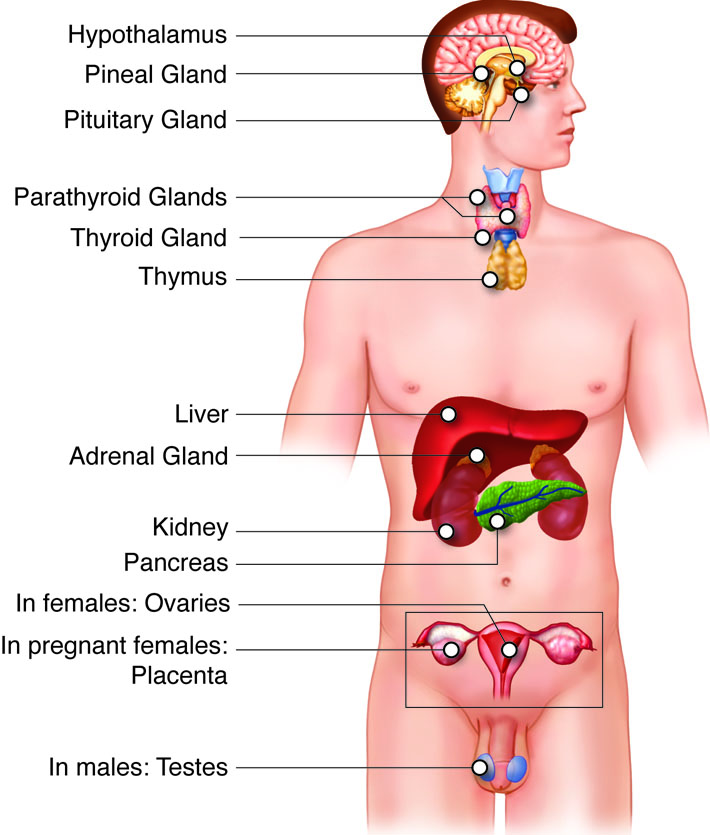 Hypothalamus
Pineal Gland
Pituitary Gland
Parathyroid Glands
Thyroid Gland
Thymus
Liver
Adrenal Gland
Kidney
Pancreas
In females: Ovaries
In pregnant females:
Placenta
In males: Testes